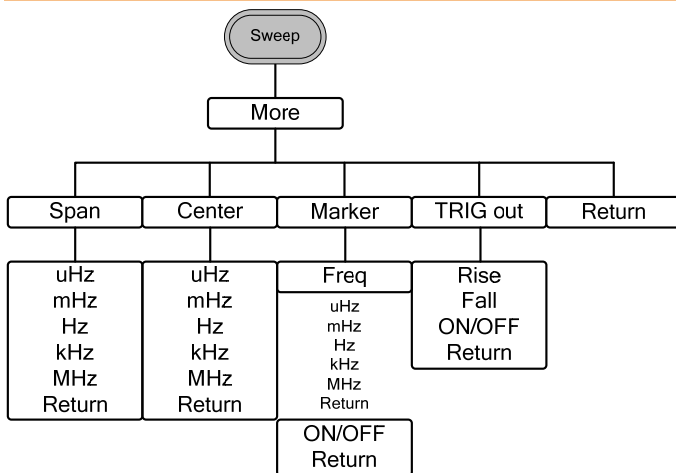 Sweep
More
Span Center Marker TRIG out Return
uHz
mHz
Hz
kHz
MHz
Return
uHz
mHz
Hz
kHz
MHz
Return
Freq
uHz
mHz
Hz
kHz
MHz
Return
ON/OFF
Return
Rise
Fall
ON/OFF
Return